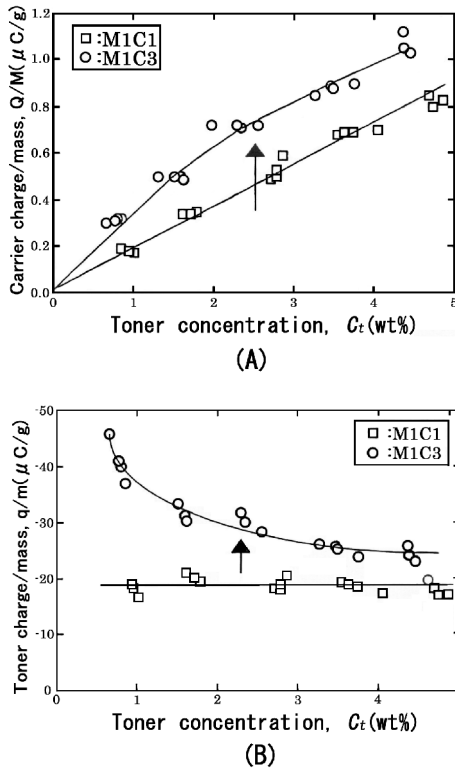 Carrier charge/mass, Q/M(μC/g)
1.2
1.0
0.8
0.6
0.4
0.2
0.0
□:M1C1
○:M1C3
0 1 2 3 4 5
Toner concentration, Ct(wt%)
(A)
Toner charge/mass, q/m(μC/g)
-50
-40
-30
-20
-10
□:M1C1
○:M1C3
1 2 3 4
Toner concentration, Ct(wt%)
(B)